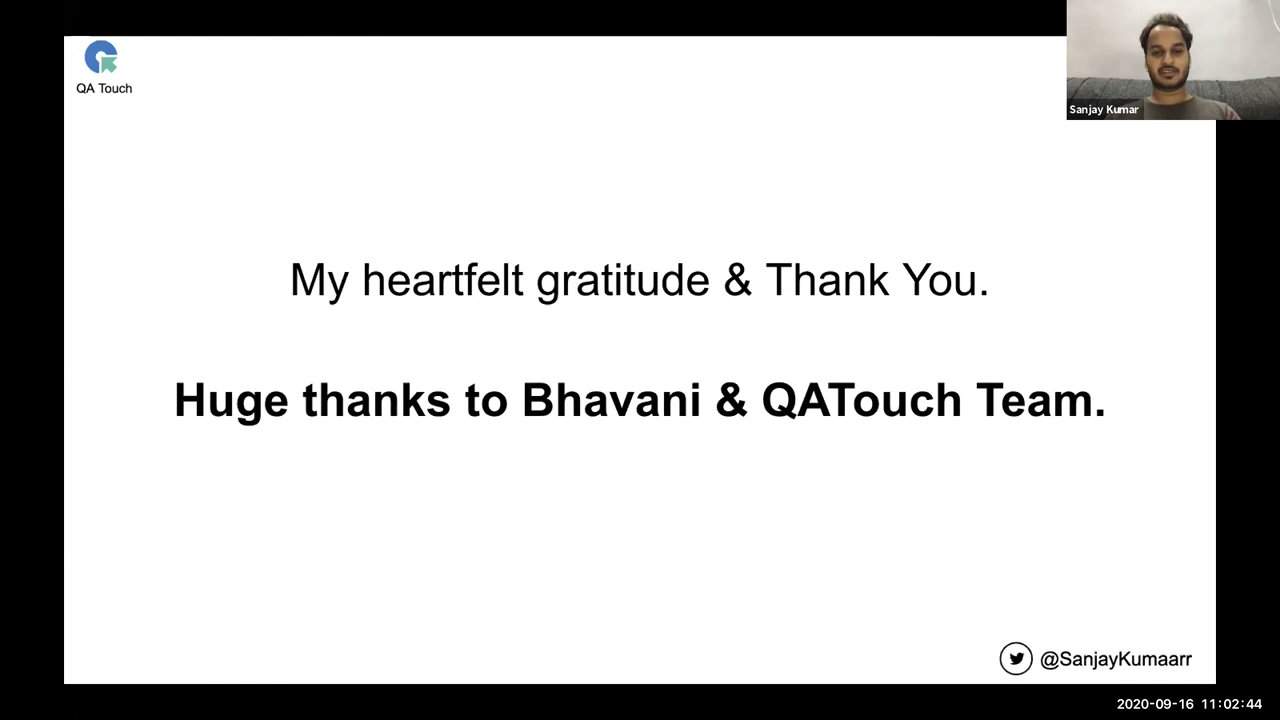 QA Touch
Sanjay Kumar
My heartfelt gratitude & Thank You.
Huge thanks to Bhavani & QATouch Team.
@SanjayKumaarr
2020-09-16 11:02:44